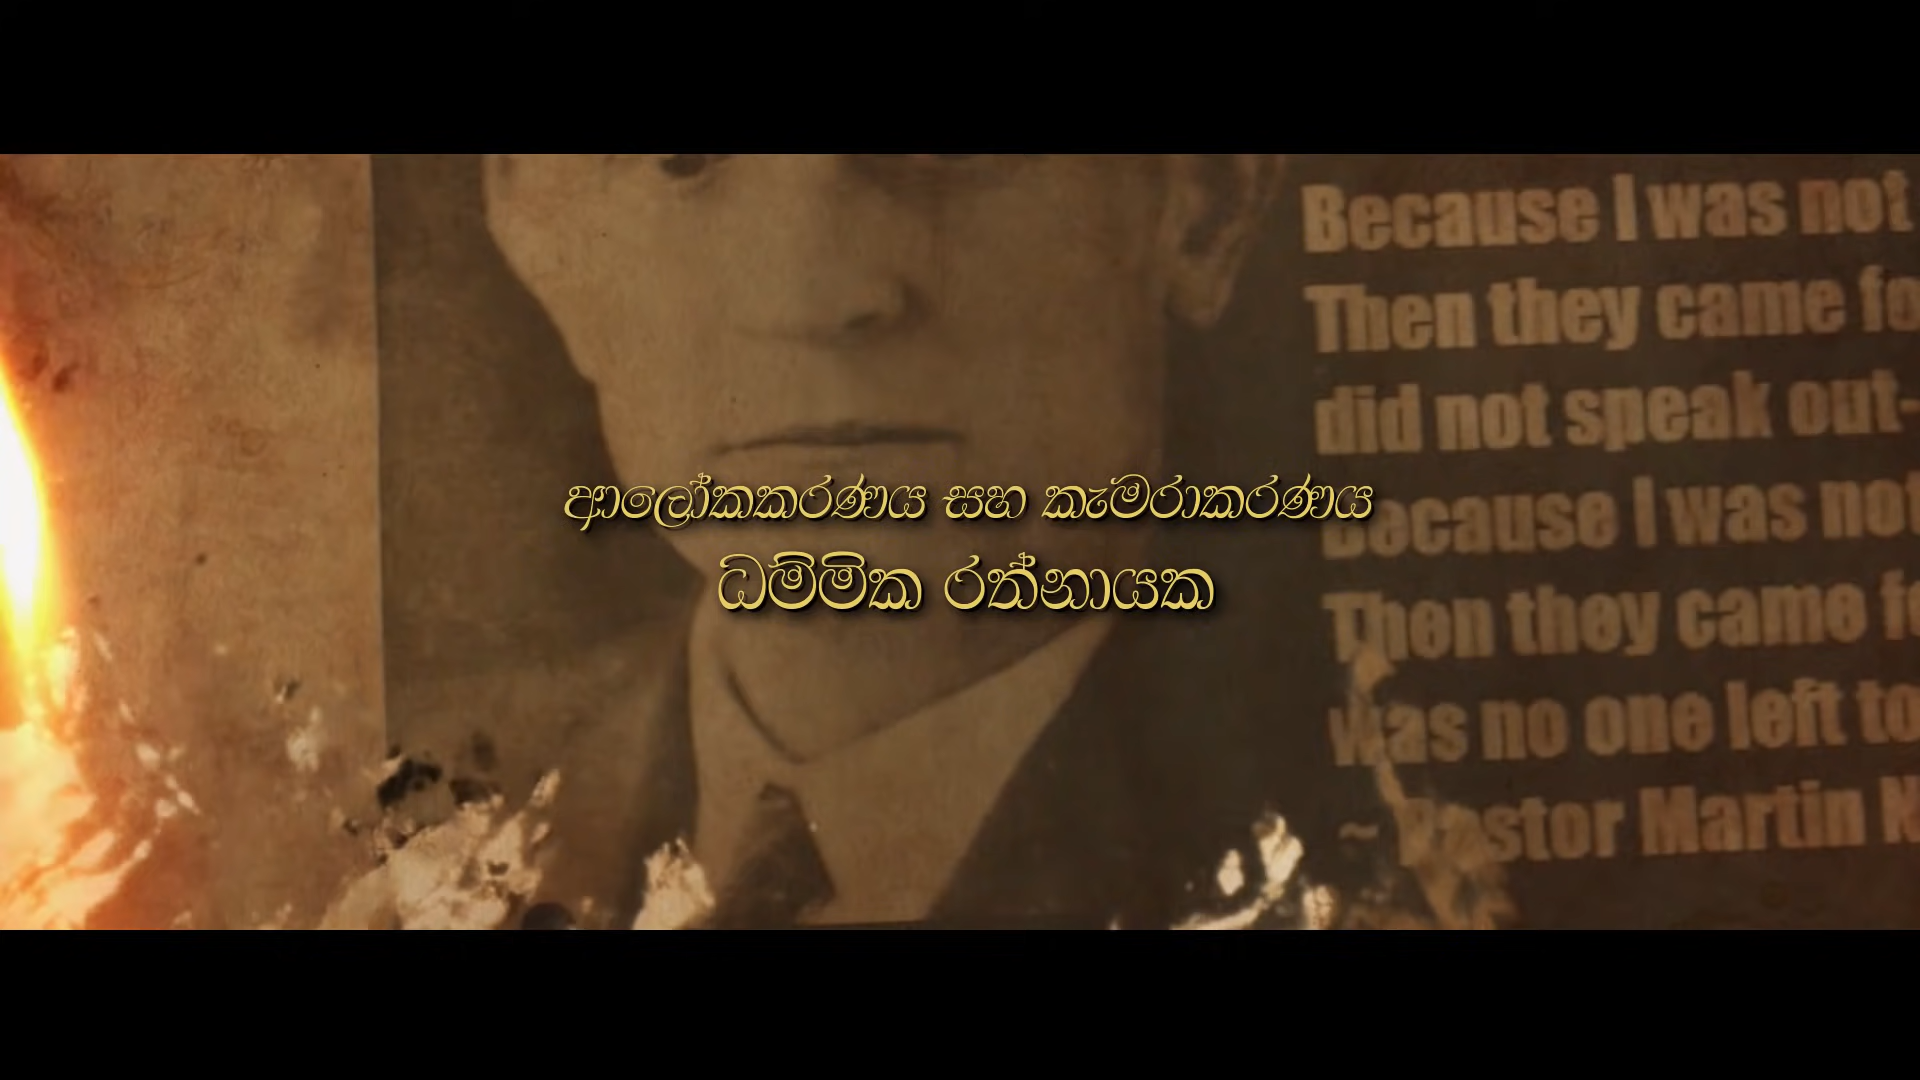 Because I was not
Then they came fo
did not speak out-
Because I was not
Then they came fo
was no one left to
~ Pastor Martin N
ආලෝකකරණය සහ කැමරාකරණය
ධම්මික රත්නායක